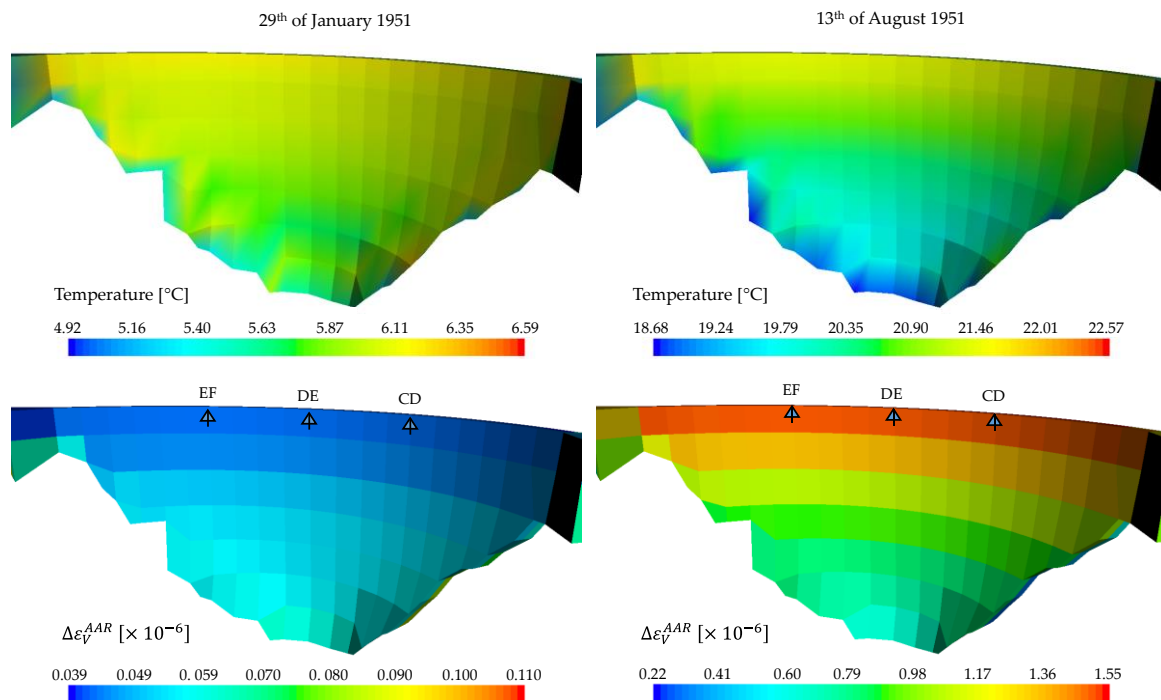 29th of January 1951
13th of August 1951
Temperature [°C]
4.92 5.16 5.40 5.63 5.87 6.11 6.35 6.59
Temperature [°C]
18.68 19.24 19.79 20.35 20.90 21.46 22.01 22.57
EF DE CD
EF DE CD
Δε_V^AAR [× 10⁻⁶]
0.039 0.049 0. 059 0.070 0. 080 0.092 0.100 0.110
Δε_V^AAR [× 10⁻⁶]
0.22 0.41 0.60 0.79 0.98 1.17 1.36 1.55